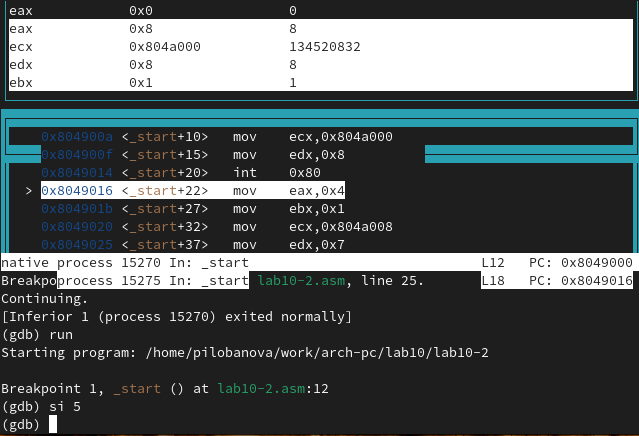 eax 0x0 0
eax 0x8 8
ecx 0x804a000 134520832
edx 0x8 8
ebx 0x1 1
0x804900a <_start+10> mov ecx,0x804a000
0x804900f <_start+15> mov edx,0x8
0x8049014 <_start+20> int 0x80
> 0x8049016 <_start+22> mov eax,0x4
0x804901b <_start+27> mov ebx,0x1
0x8049020 <_start+32> mov ecx,0x804a008
0x8049025 <_start+37> mov edx,0x7
native process 15270 In: _start L12 PC: 0x8049000
Breakpoprocess 15275 In: _start lab10-2.asm, line 25. L18 PC: 0x8049016
Continuing.
[Inferior 1 (process 15270) exited normally]
(gdb) run
Starting program: /home/pilobanova/work/arch-pc/lab10/lab10-2
Breakpoint 1, _start () at lab10-2.asm:12
(gdb) si 5
(gdb)